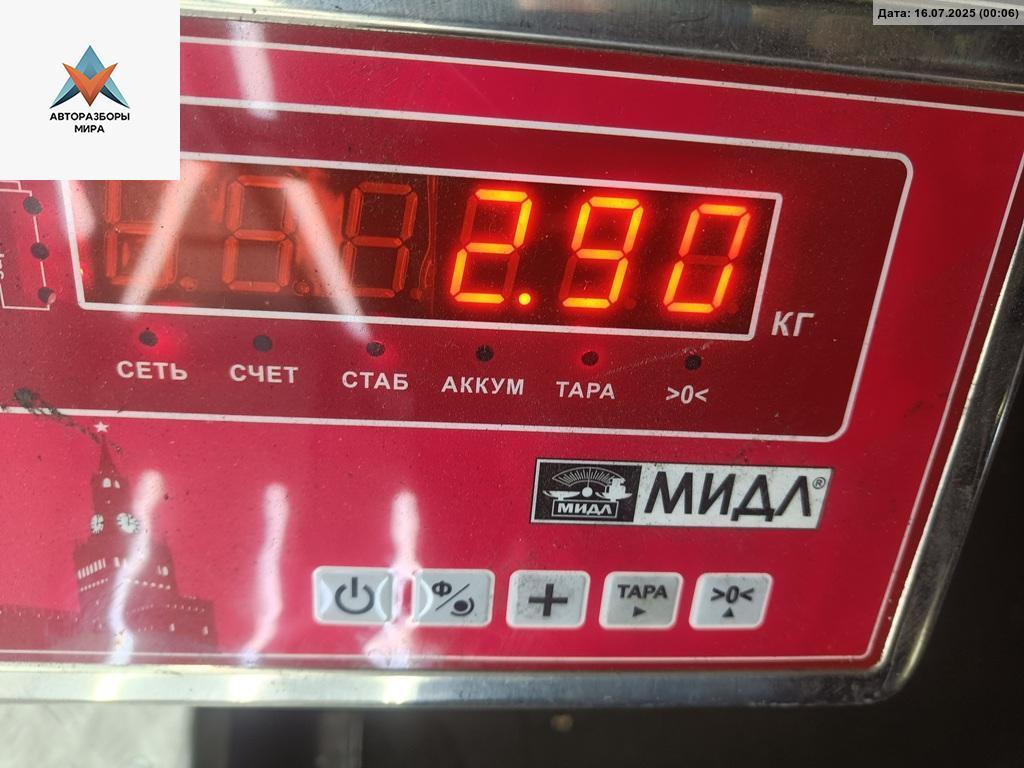 Дата: 16.07.2025 (00:06)
АВТОРАЗБОРЫ
МИРА
2.90
КГ
СЕТЬ СЧЕТ СТАБ АККУМ ТАРА >0<
МИДЛ МИДЛ®
Ф ТАРА >0<